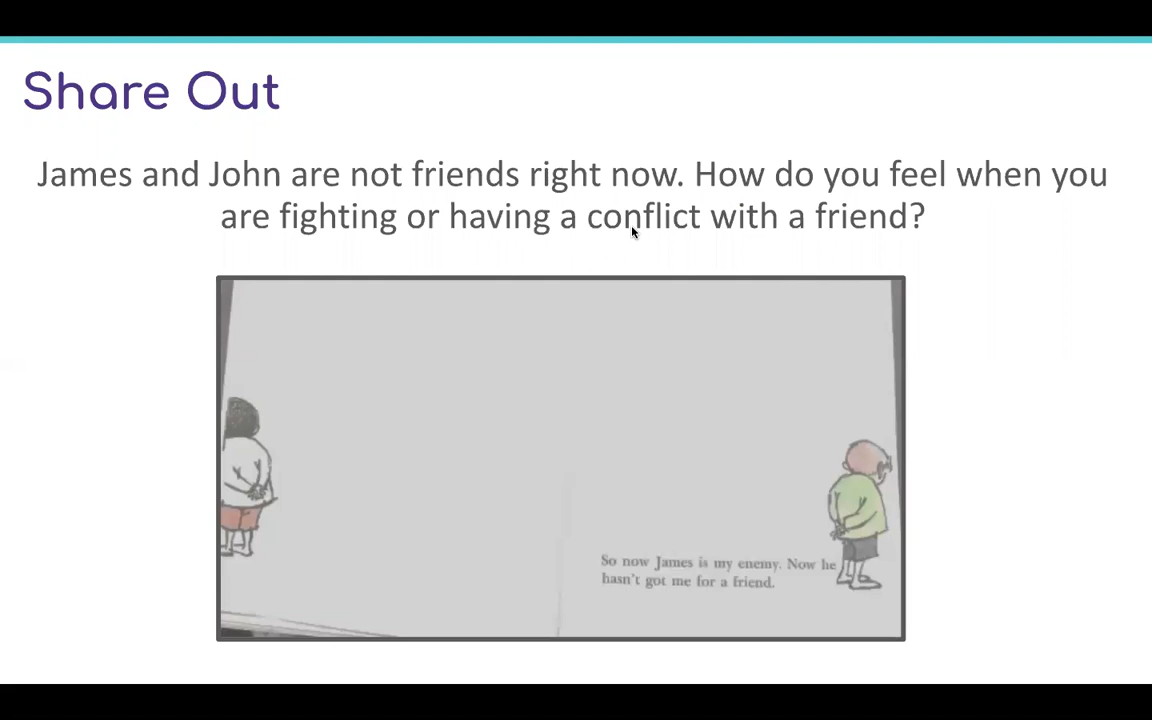 Share Out
James and John are not friends right now. How do you feel when you
are fighting or having a conflict with a friend?
So now James is my enemy. Now he
hasn't got me for a friend.